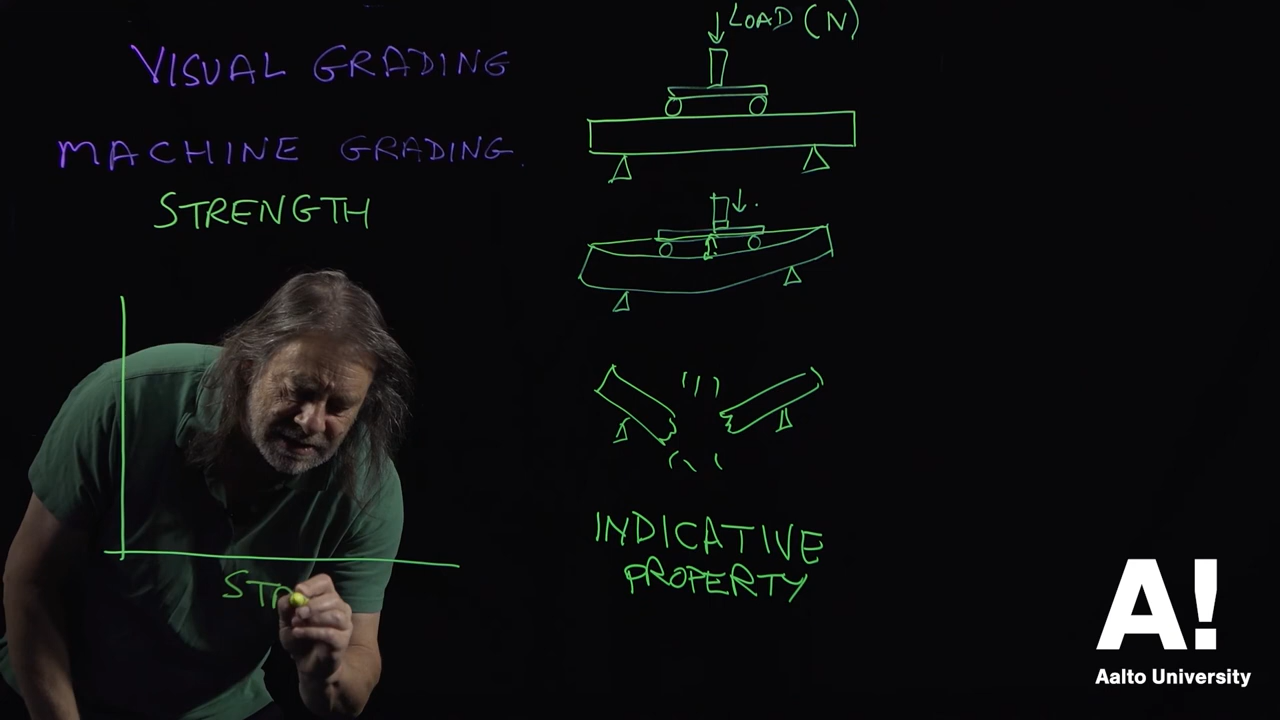 VISUAL GRADING
MACHINE GRADING.
STRENGTH
LOAD (N)
INDICATIVE
PROPERTY
A!
Aalto University